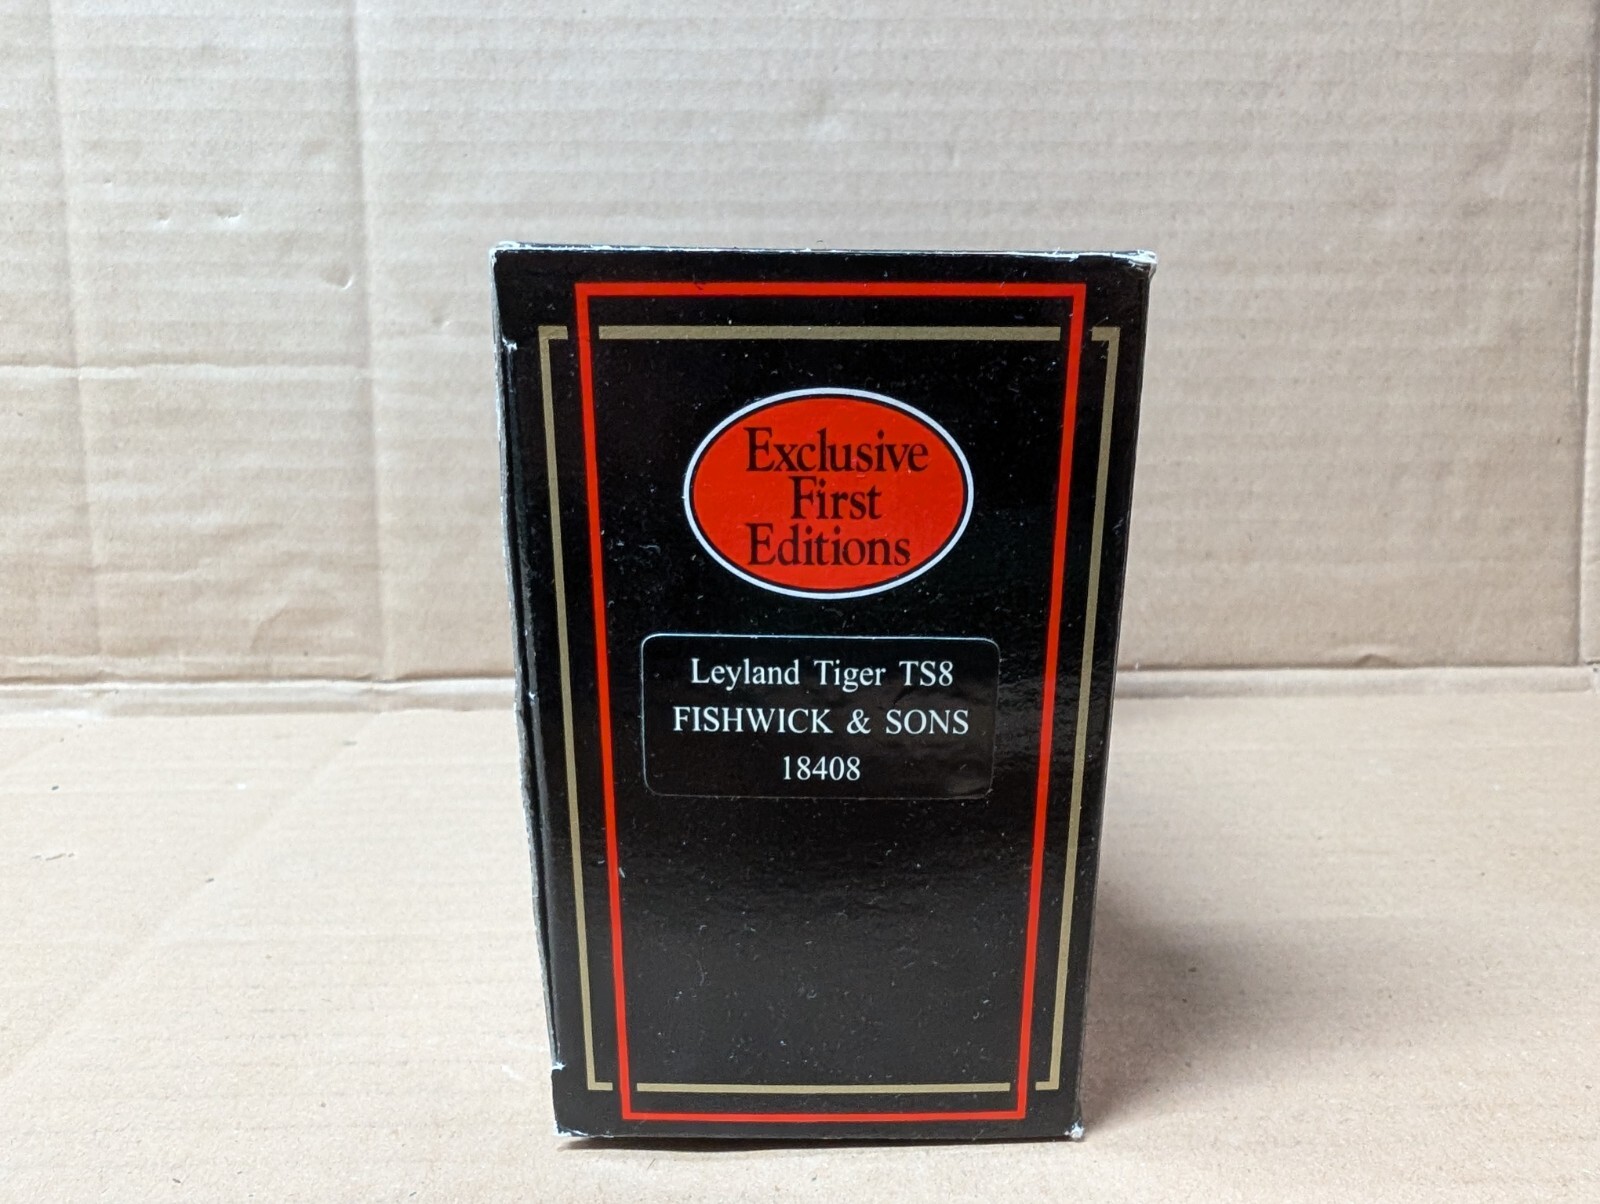 Exclusive
First
Editions
Leyland Tiger TS8
FISHWICK & SONS
18408